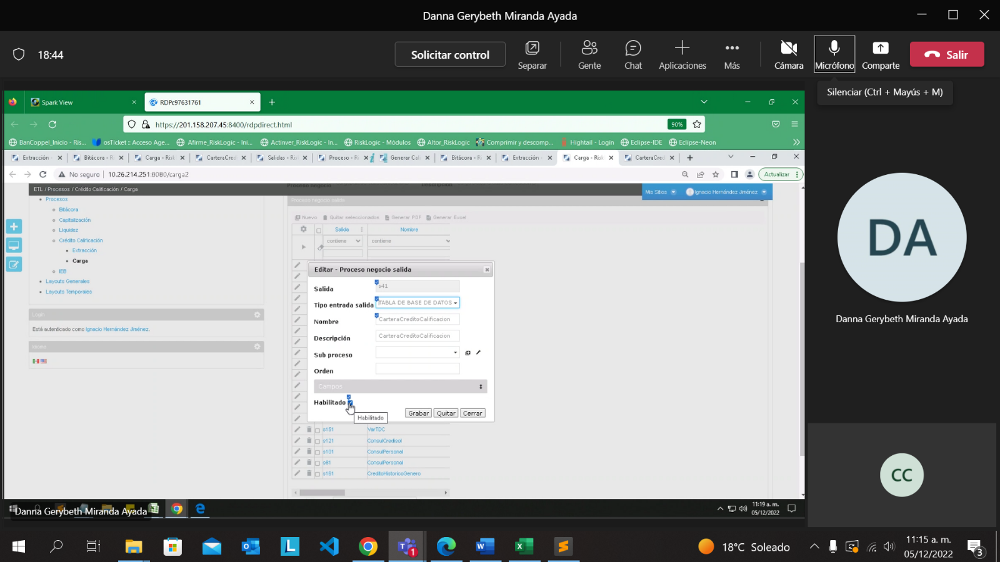 Danna Gerybeth Miranda Ayada
18:44
Solicitar control
Separar
Gente
Chat
Aplicaciones
Más
Cámara
Micrófono
Comparte
Salir
Silenciar (Ctrl + Mayús + M)
Spark View
RDPc97631761
https://201.158.207.45:8400/rdpdirect.html
90%
BanCoppel_Inicio - Ris...
osTicket :: Acceso Age...
Afirme_RiskLogic - Ini...
Actinver_RiskLogic - In...
RiskLogic - Módulos
Altor_RiskLogic
Comprimir y descomp...
Hightail - Login
Eclipse-IDE
Eclipse-Neon
Extracción -
Bitácora - R
Carga - Risk
CarteraCred
Salidas - Risk
Proceso - Ri
Generar Cal
Bitácora - R
Extracción -
Carga - Risk
CarteraCred
No seguro
10.26.214.251:8080/carga2
Actualizar
ETL / Procesos / Crédito Calificación / Carga
Proceso negocio
Descripción
Mis Sitios
Ignacio Hernández Jiménez
Procesos
Bitácora
Capitalización
Liquidez
Crédito Calificación
Extracción
Carga
IEB
Layouts Generales
Layouts Temporales
Login
Está autenticado como Ignacio Hernández Jiménez.
Idioma
Proceso negocio salida
Nuevo
Quitar seleccionados
Generar PDF
Generar Excel
Salida
Nombre
contiene
contiene
Editar - Proceso negocio salida
Salida
s41
Tipo entrada salida
TABLA DE BASE DE DATOS
Nombre
CarteraCreditoCalificacion
Descripción
CarteraCreditoCalificacion
Sub proceso
Orden
Campos
Habilitado
Habilitado
Grabar
Quitar
Cerrar
s151
VarTDC
s121
ConsulCredisol
s101
ConsulPersonal
s81
ConsulPersonal
s161
CreditoHistoricoGenero
11:19 a. m.
05/12/2022
Danna Gerybeth Miranda Ayada
DA
Danna Gerybeth Miranda Ayada
CC
18°C Soleado
11:15 a. m.
05/12/2022
3
1